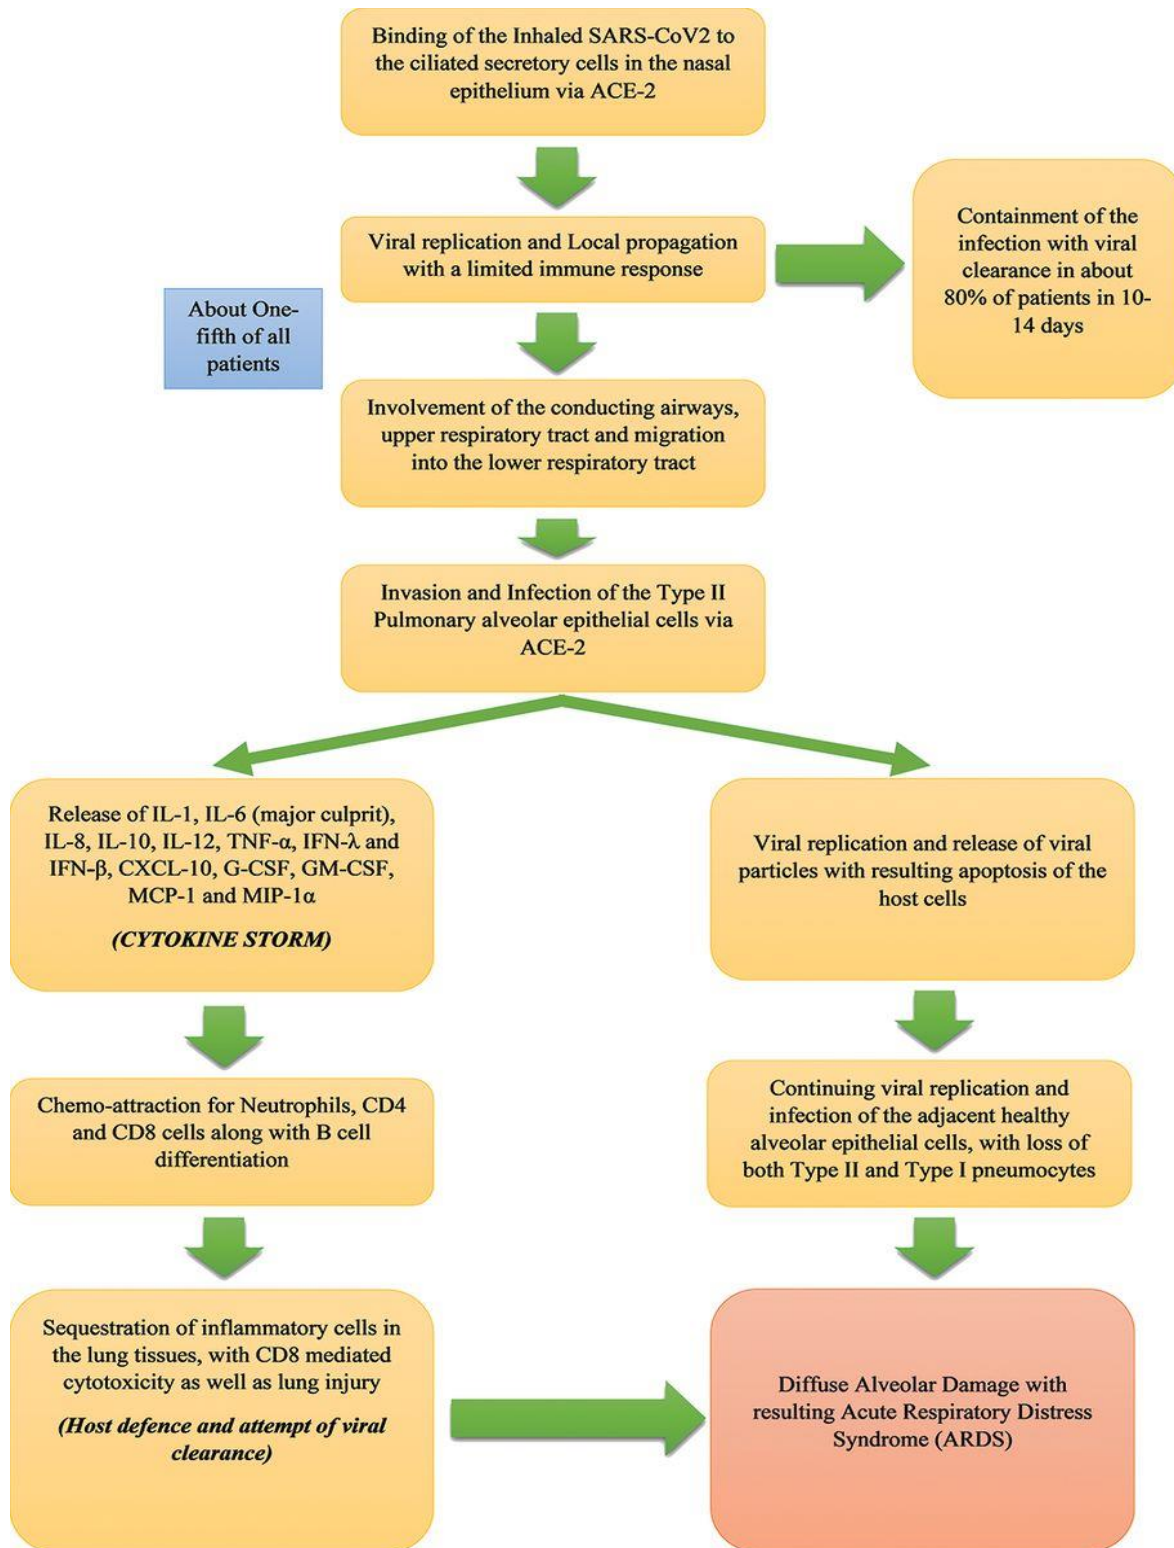 Binding of the Inhaled SARS-CoV2 to
the ciliated secretory cells in the nasal
epithelium via ACE-2
Viral replication and Local propagation
with a limited immune response
Containment of the
infection with viral
clearance in about
80% of patients in 10-
14 days
About One-
fifth of all
patients
Involvement of the conducting airways,
upper respiratory tract and migration
into the lower respiratory tract
Invasion and Infection of the Type II
Pulmonary alveolar epithelial cells via
ACE-2
Release of IL-1, IL-6 (major culprit),
IL-8, IL-10, IL-12, TNF-α, IFN-λ and
IFN-β, CXCL-10, G-CSF, GM-CSF,
MCP-1 and MIP-1α
(CYTOKINE STORM)
Viral replication and release of viral
particles with resulting apoptosis of the
host cells
Chemo-attraction for Neutrophils, CD4
and CD8 cells along with B cell
differentiation
Continuing viral replication and
infection of the adjacent healthy
alveolar epithelial cells, with loss of
both Type II and Type I pneumocytes
Sequestration of inflammatory cells in
the lung tissues, with CD8 mediated
cytotoxicity as well as lung injury
(Host defence and attempt of viral
clearance)
Diffuse Alveolar Damage with
resulting Acute Respiratory Distress
Syndrome (ARDS)